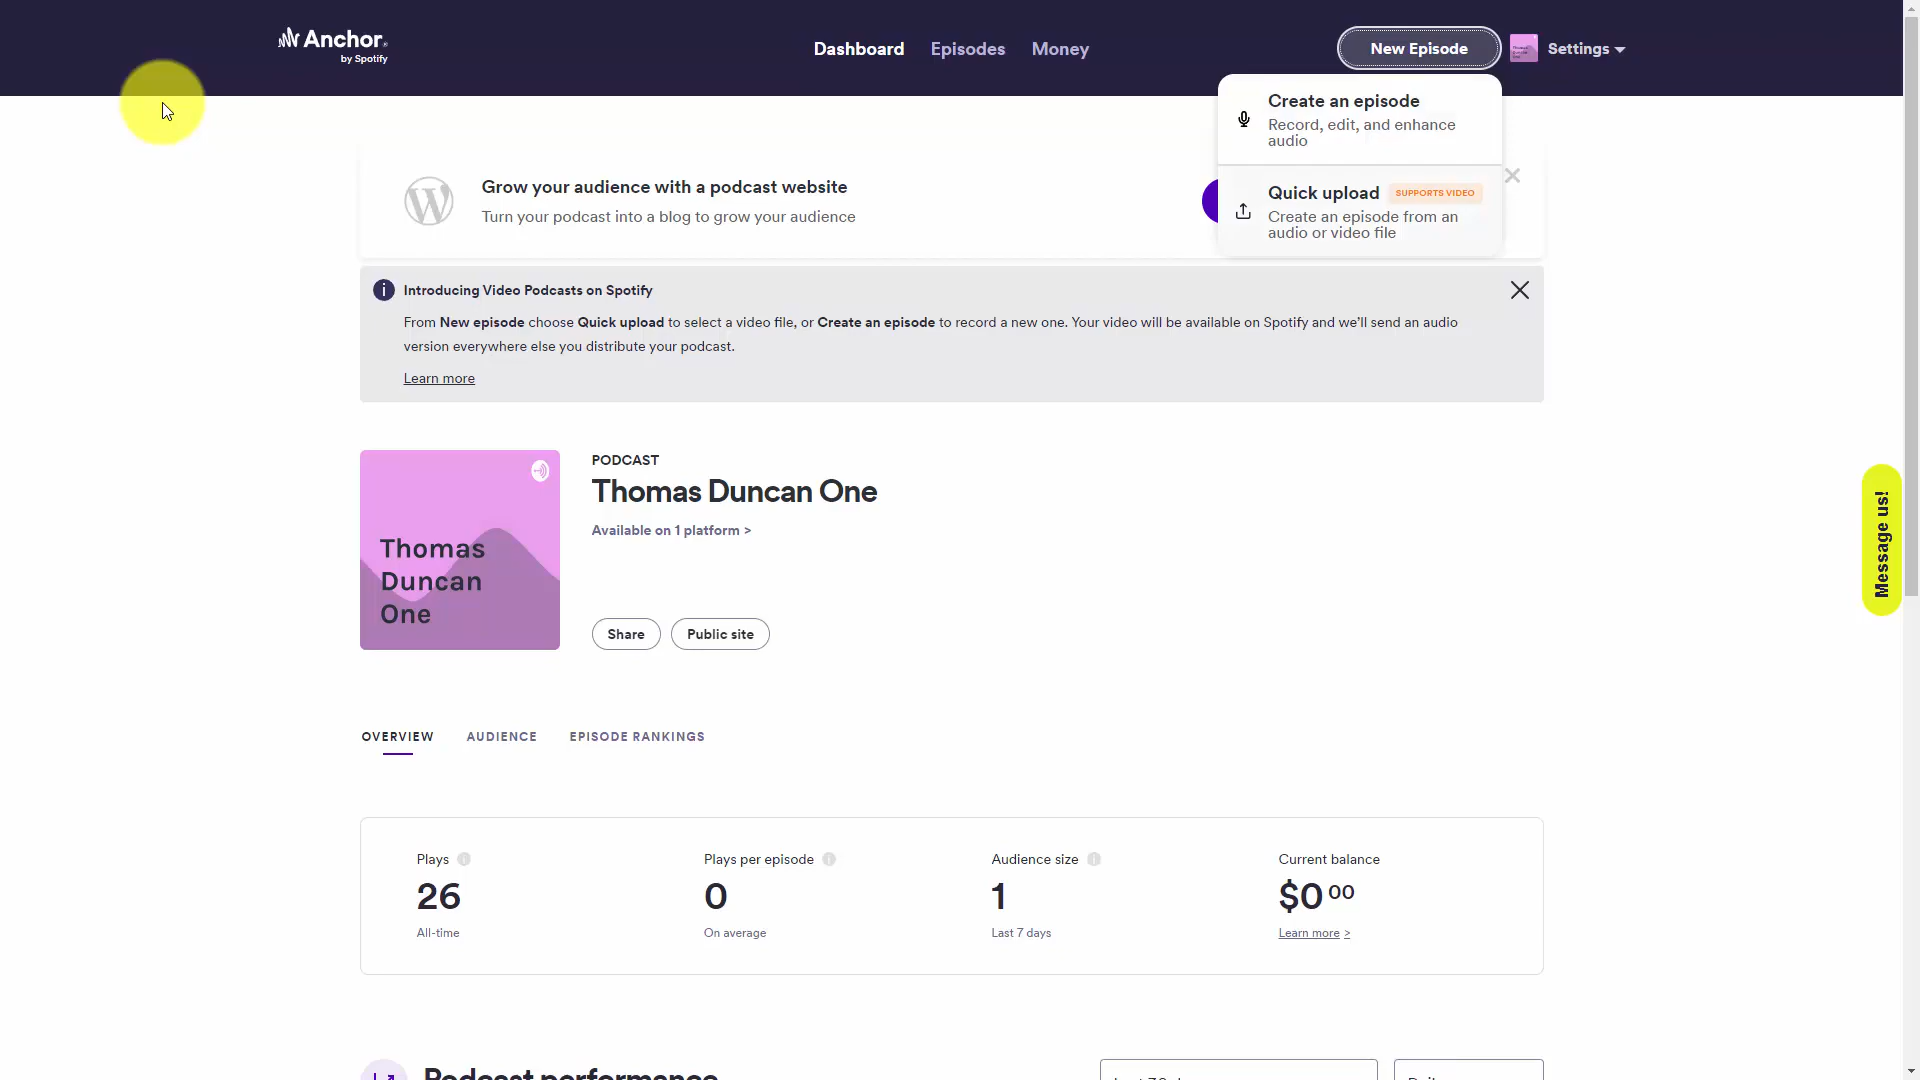 Anchor
by Spotify
Dashboard
Episodes
Money
New Episode
Settings
Create an episode
Record, edit, and enhance
audio
Grow your audience with a podcast website
Turn your podcast into a blog to grow your audience
Quick upload
SUPPORTS VIDEO
Create an episode from an
audio or video file
Introducing Video Podcasts on Spotify
From New episode choose Quick upload to select a video file, or Create an episode to record a new one. Your video will be available on Spotify and we'll send an audio
version everywhere else you distribute your podcast.
Learn more
Thomas
Duncan
One
PODCAST
Thomas Duncan One
Available on 1 platform >
Share
Public site
Message us!
OVERVIEW
AUDIENCE
EPISODE RANKINGS
Plays
26
All-time
Plays per episode
0
On average
Audience size
1
Last 7 days
Current balance
$0 00
Learn more >
Podcast performance